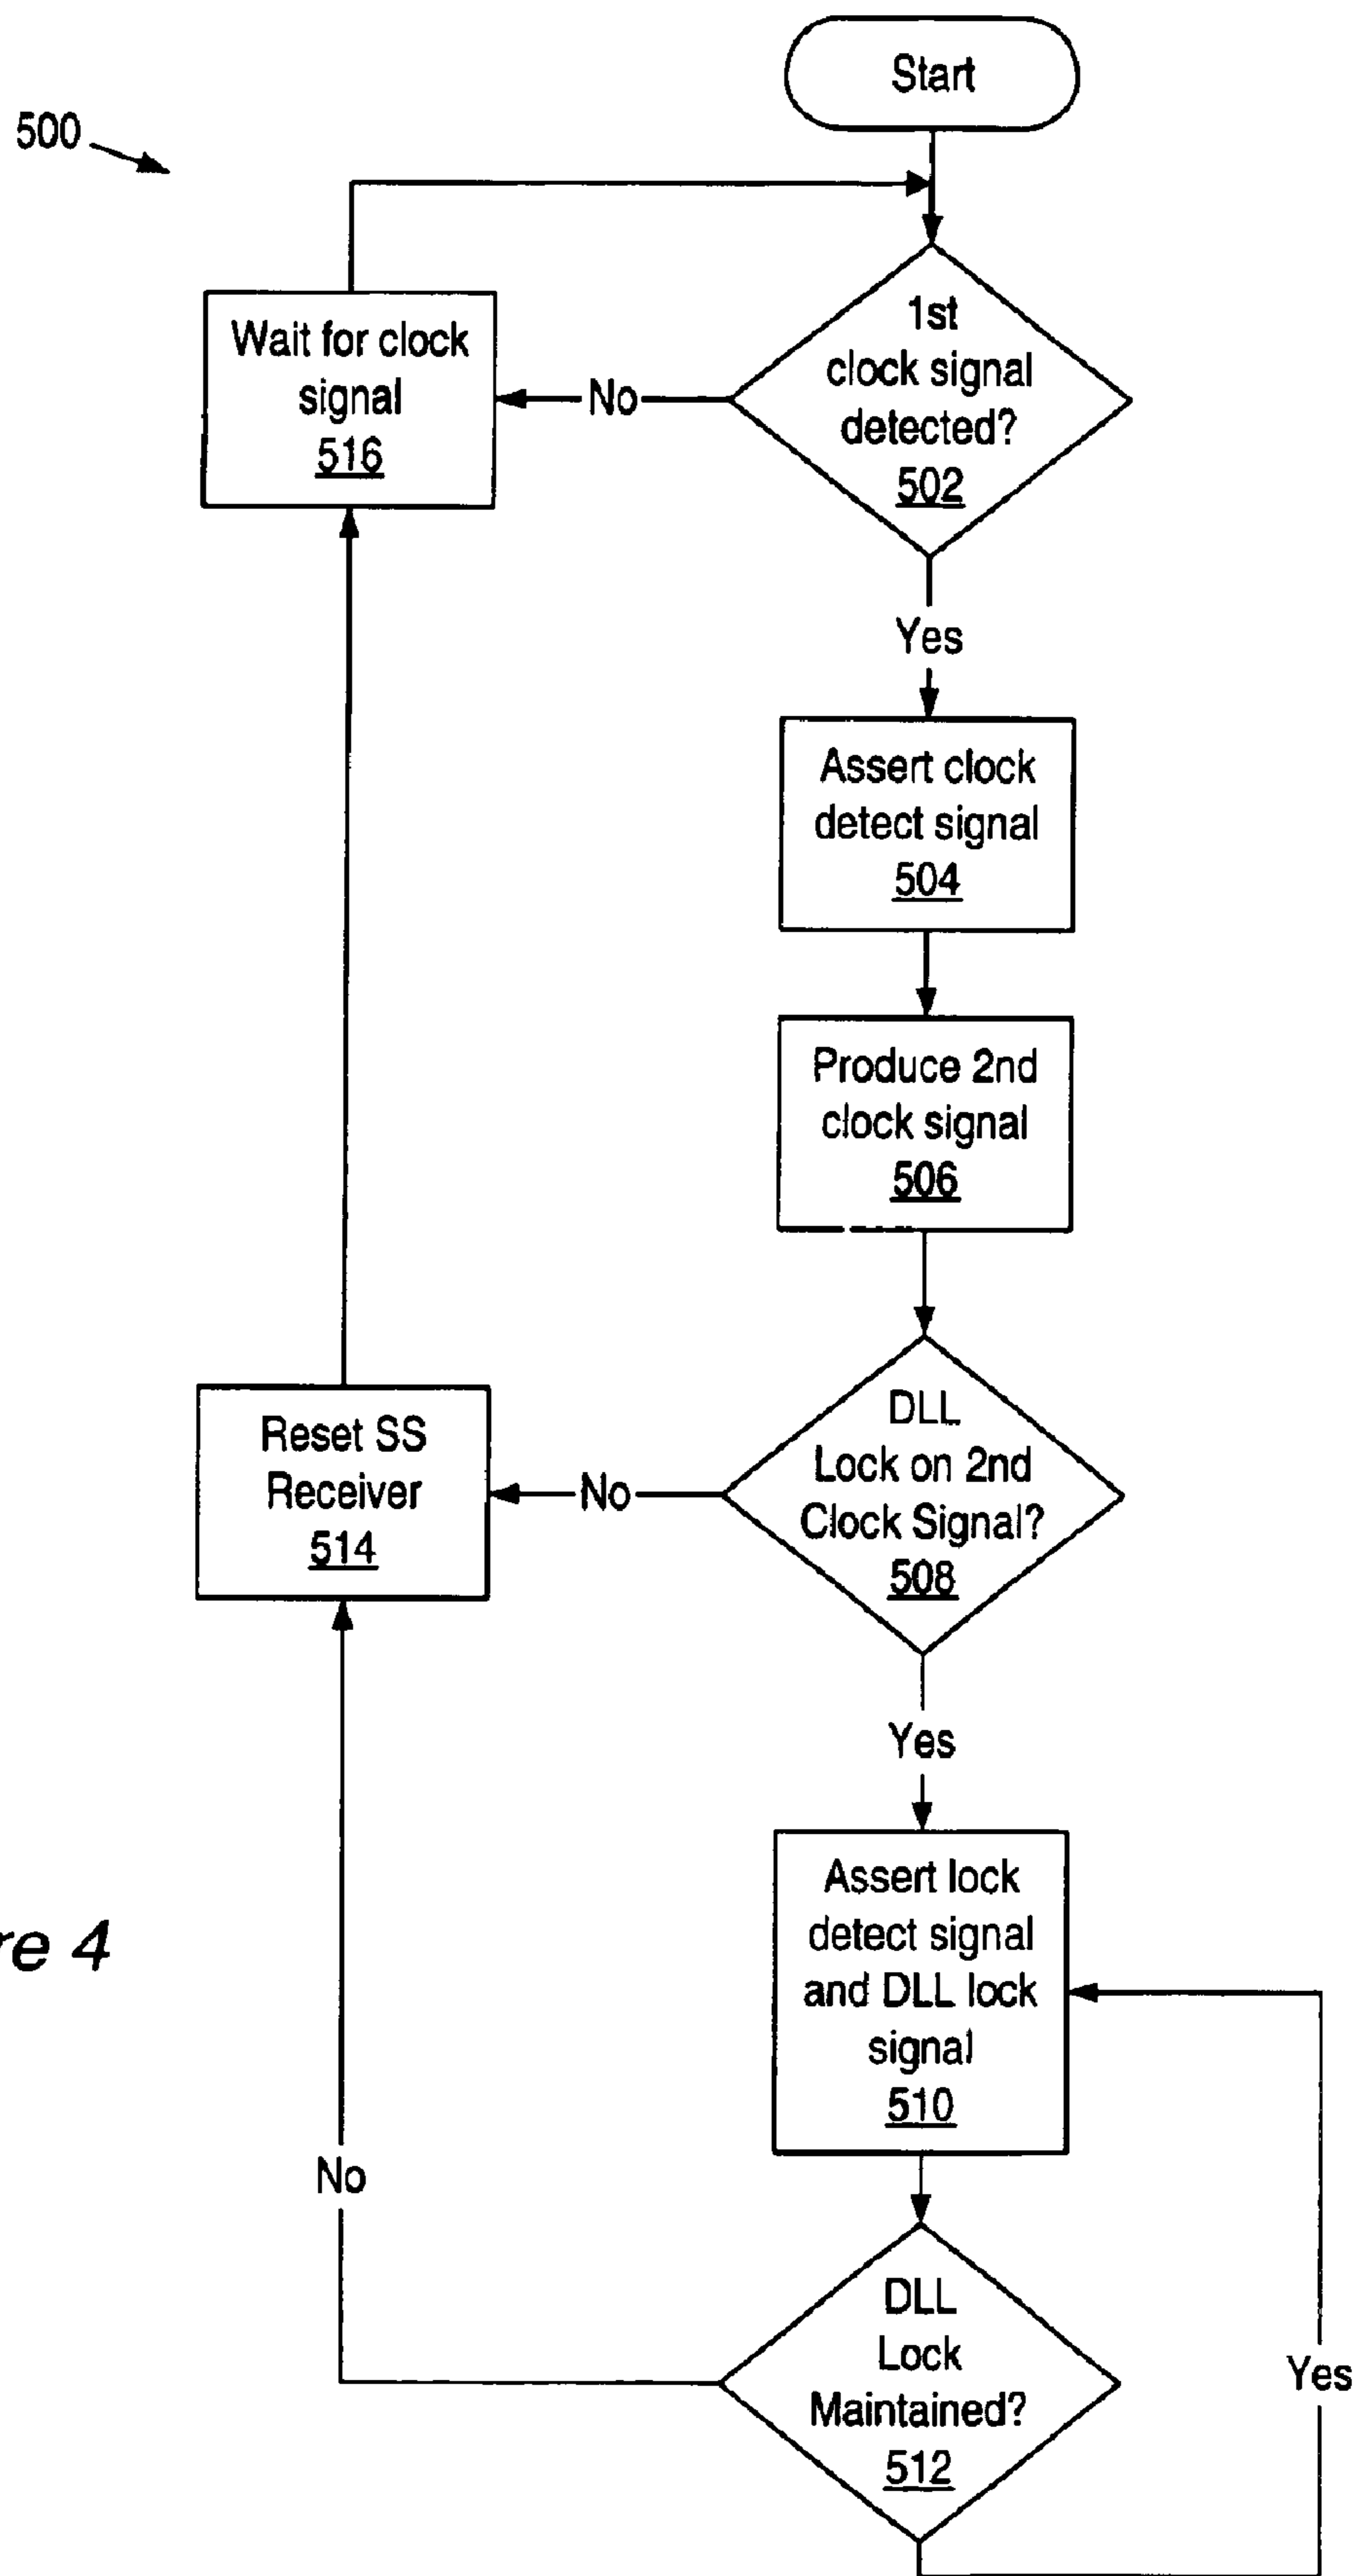 Start
500
1st
clock signal
detected?
502
No
Wait for clock
signal
516
Yes
Assert clock
detect signal
504
Produce 2nd
clock signal
506
DLL
Lock on 2nd
Clock Signal?
508
No
Reset SS
Receiver
514
Yes
Assert lock
detect signal
and DLL lock
signal
510
re 4
No
DLL
Lock
Maintained?
512
Yes